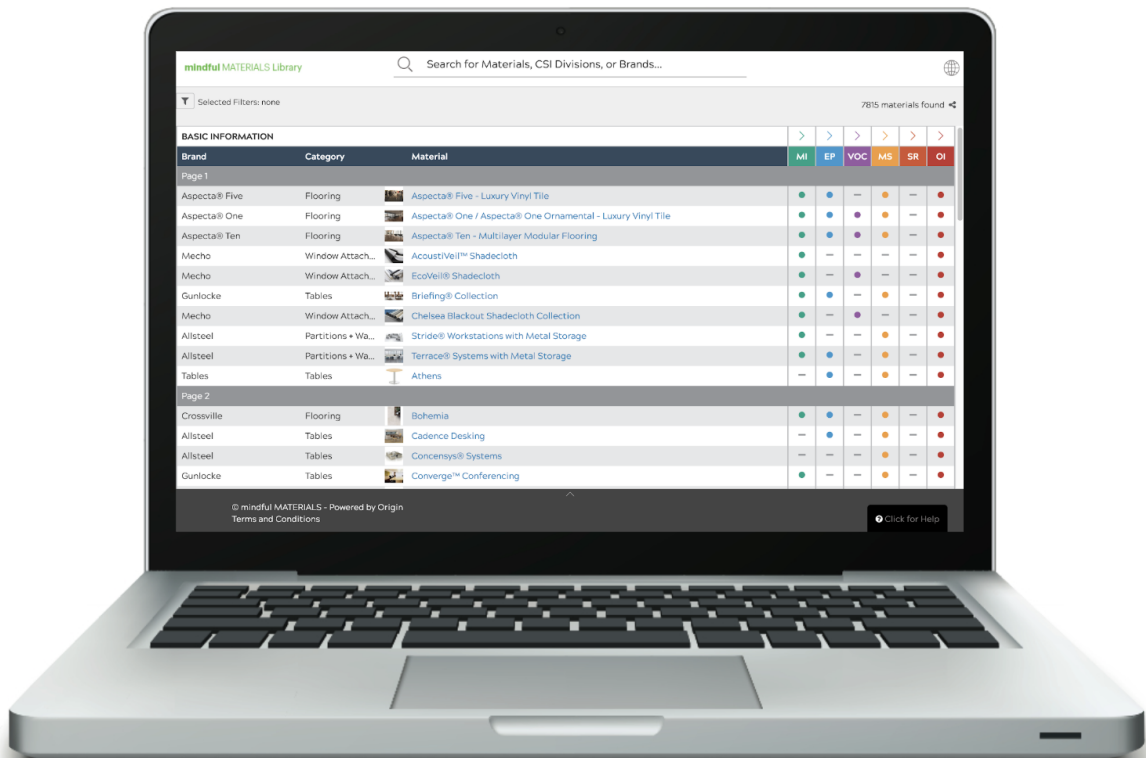 mindful MATERIALS Library
Search for Materials, CSI Divisions, or Brands...
Selected Filters: none
7815 materials found
BASIC INFORMATION
Brand Category Material MI EP VOC MS SR OI
Page 1
Aspecta® Five Flooring Aspecta® Five - Luxury Vinyl Tile — —
Aspecta® One Flooring Aspecta® One / Aspecta® One Ornamental - Luxury Vinyl Tile —
Aspecta® Ten Flooring Aspecta® Ten - Multilayer Modular Flooring —
Mecho Window Attach... AcoustiVeil™ Shadecloth — — — —
Mecho Window Attach... EcoVeil® Shadecloth — — —
Gunlocke Tables Briefing® Collection — —
Mecho Window Attach... Chelsea Blackout Shadecloth Collection — — —
Allsteel Partitions + Wa... Stride® Workstations with Metal Storage — — —
Allsteel Partitions + Wa... Terrace® Systems with Metal Storage — —
Tables Tables Athens — — —
Page 2
Crossville Flooring Bohemia — —
Allsteel Tables Cadence Desking — — —
Allsteel Tables Concensys® Systems — — — —
Gunlocke Tables Converge™ Conferencing — — —
© mindful MATERIALS - Powered by Origin
Terms and Conditions
Click for Help